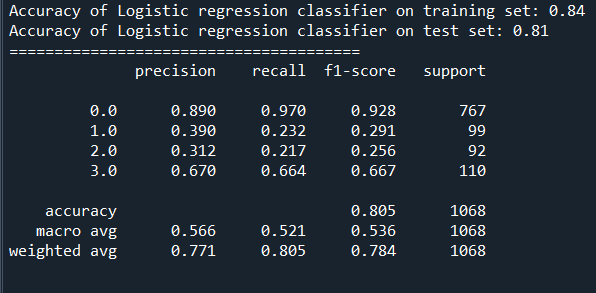 Accuracy of Logistic regression classifier on training set: 0.84
Accuracy of Logistic regression classifier on test set: 0.81
=======================================
precision recall f1-score support
0.0 0.890 0.970 0.928 767
1.0 0.390 0.232 0.291 99
2.0 0.312 0.217 0.256 92
3.0 0.670 0.664 0.667 110
accuracy 0.805 1068
macro avg 0.566 0.521 0.536 1068
weighted avg 0.771 0.805 0.784 1068